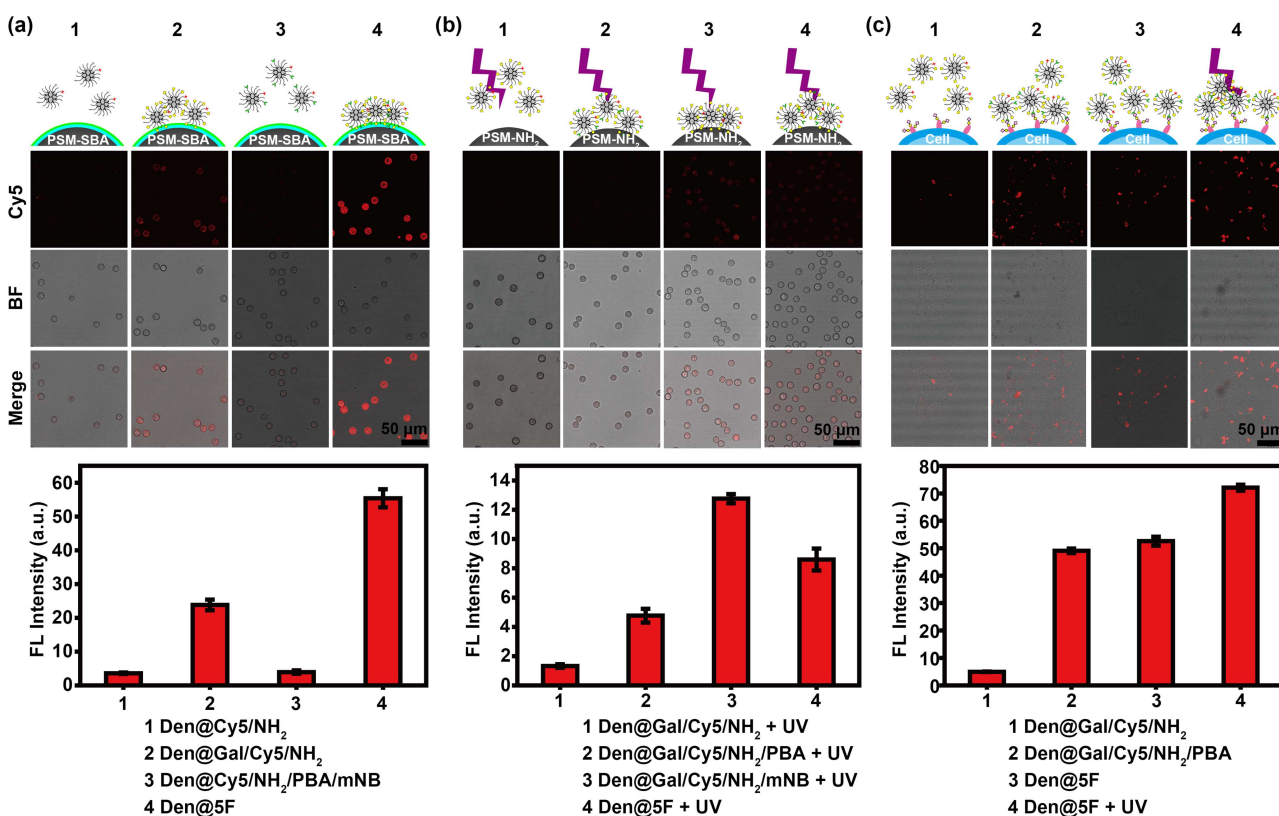 (a) 1 2 3 4 (b) 1 2 3 4 (c) 1 2 3 4
PSM-SBA PSM-SBA PSM-SBA PSM-SBA PSM-NH₂ PSM-NH₂ PSM-NH₂ PSM-NH₂ Cell Cell Cell Cell
Cy5
BF
Merge
50 μm 50 μm 50 μm
FL Intensity (a.u.)
60
50
40
30
20
10
0
1 2 3 4
1 Den@Cy5/NH₂
2 Den@Gal/Cy5/NH₂
3 Den@Cy5/NH₂/PBA/mNB
4 Den@5F
FL Intensity (a.u.)
14
12
10
8
6
4
2
0
1 2 3 4
1 Den@Gal/Cy5/NH₂ + UV
2 Den@Gal/Cy5/NH₂/PBA + UV
3 Den@Gal/Cy5/NH₂/mNB + UV
4 Den@5F + UV
FL Intensity (a.u.)
80
70
60
50
40
30
20
10
0
1 2 3 4
1 Den@Gal/Cy5/NH₂
2 Den@Gal/Cy5/NH₂/PBA
3 Den@5F
4 Den@5F + UV